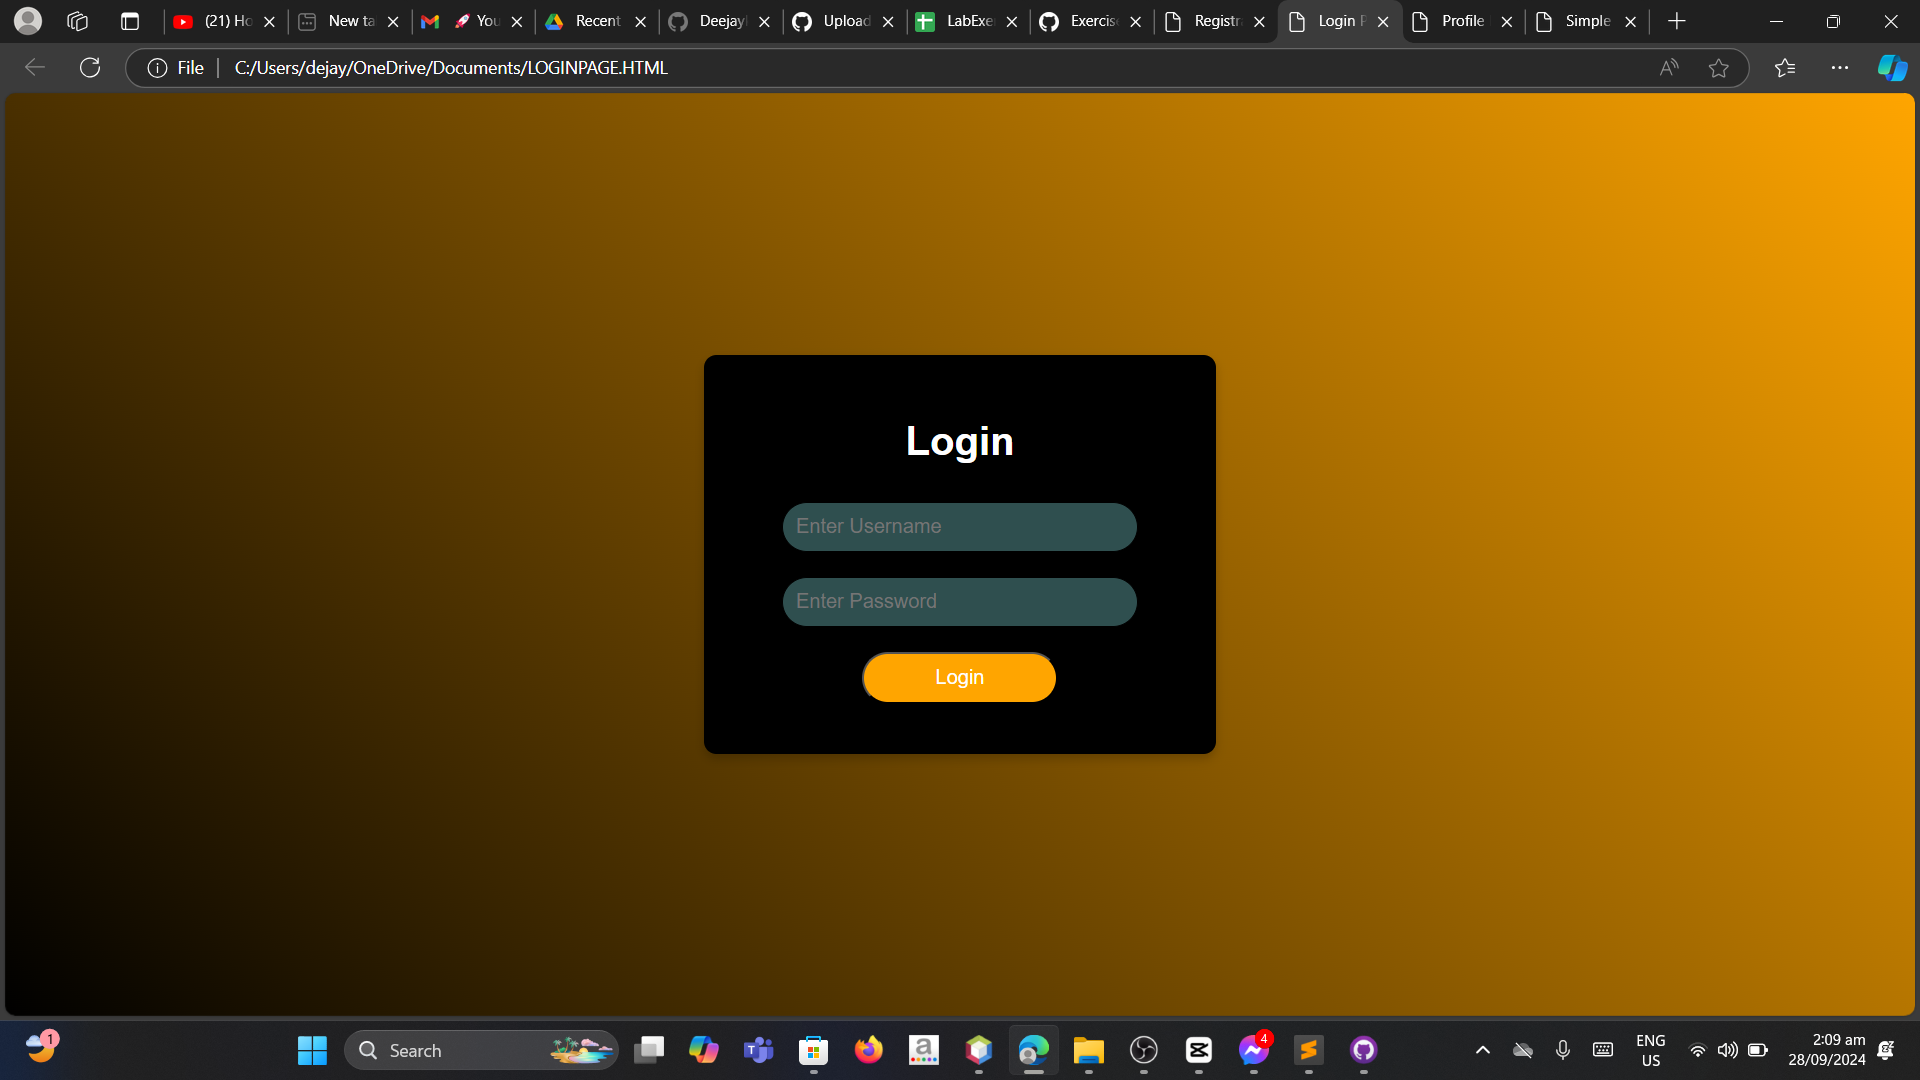 (21) Ho
New ta
You
Recent
Deejay
Upload
LabExe
Exercis
Registr
Login P
Profile
Simple
File
C:/Users/dejay/OneDrive/Documents/LOGINPAGE.HTML
Login
Enter Username
Enter Password
Login
1
Search
4
ENG
US
2:09 am
28/09/2024